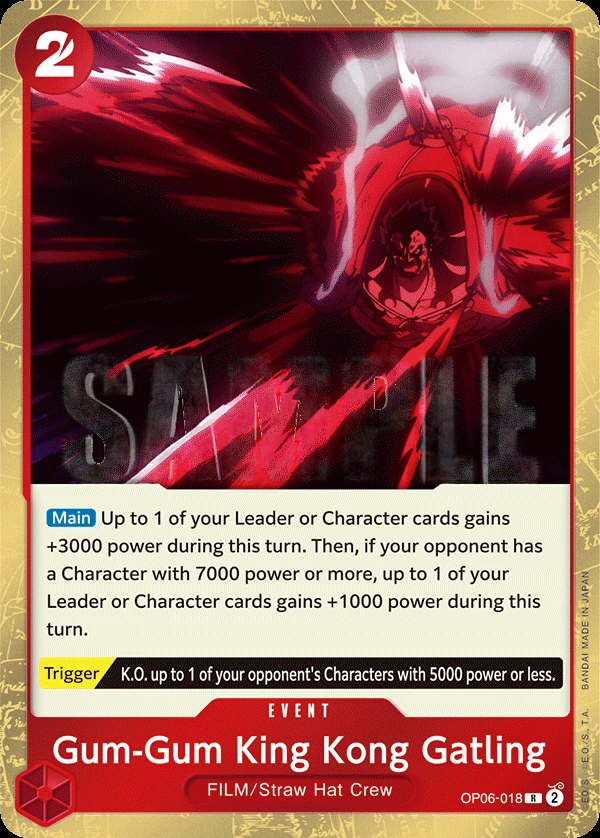 2
SAMPLE
Main Up to 1 of your Leader or Character cards gains
+3000 power during this turn. Then, if your opponent has
a Character with 7000 power or more, up to 1 of your
Leader or Character cards gains +1000 power during this
turn.
Trigger K.O. up to 1 of your opponent's Characters with 5000 power or less.
EVENT
Gum-Gum King Kong Gatling
FILM/Straw Hat Crew
OP06-018 R 2
©E.O.S. ©E.O.S, T.A. BANDAI MADE IN JAPAN